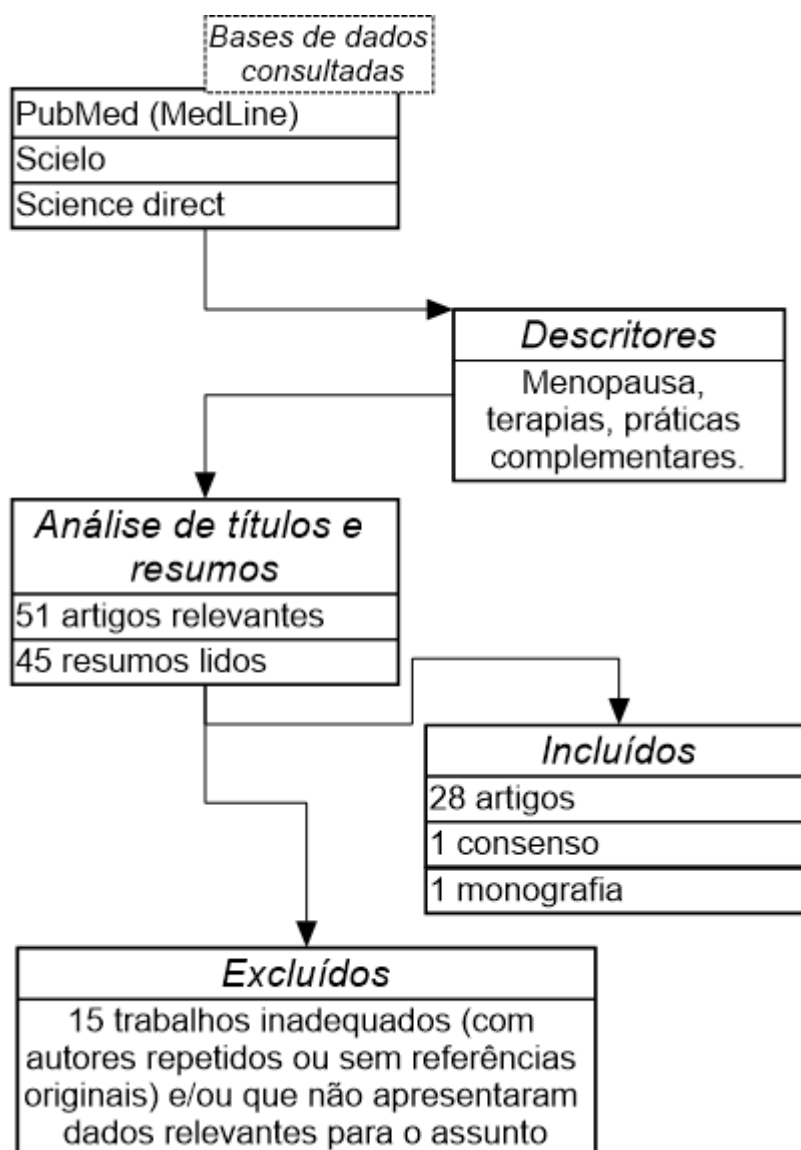 Bases de dados
consultadas
PubMed (MedLine)
Scielo
Science direct
Descritores
Menopausa,
terapias, práticas
complementares.
Análise de títulos e
resumos
51 artigos relevantes
45 resumos lidos
Incluídos
28 artigos
1 consenso
1 monografia
Excluídos
15 trabalhos inadequados (com
autores repetidos ou sem referências
originais) e/ou que não apresentaram
dados relevantes para o assunto